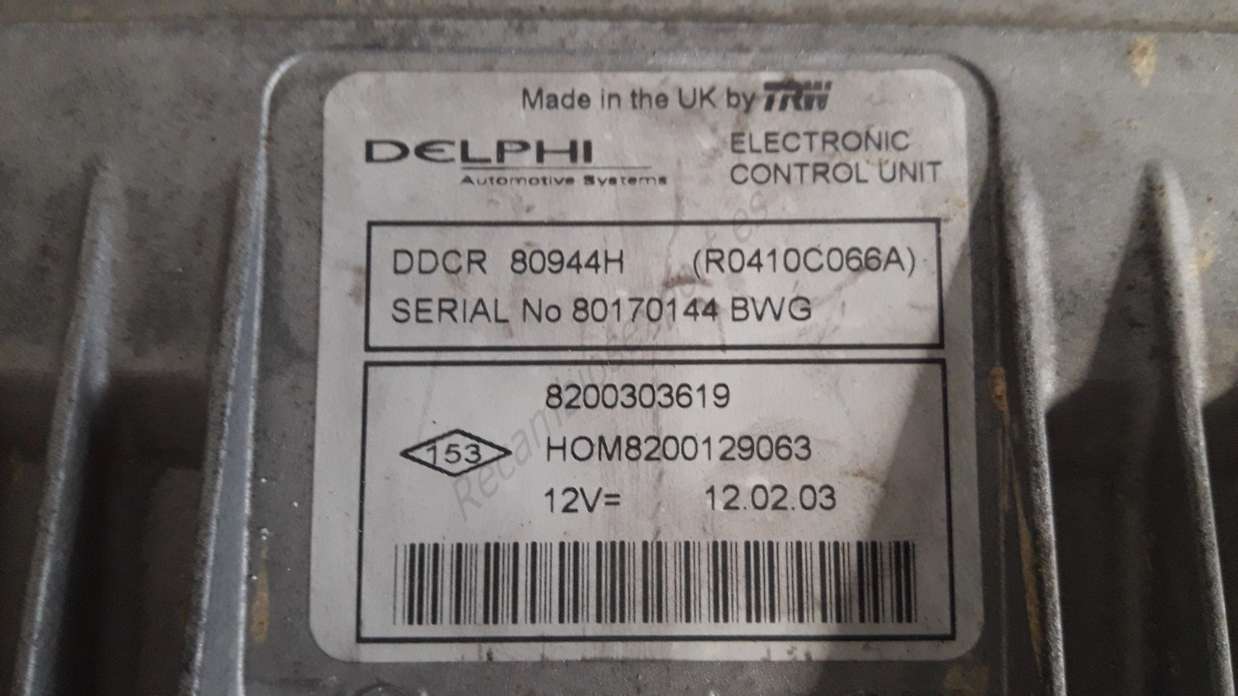 Made in the UK by TRW
DELPHI
Automotive Systems
ELECTRONIC
CONTROL UNIT
DDCR 80944H (R0410C066A)
SERIAL No 80170144 BWG
8200303619
153 HOM8200129063
12V= 12.02.03